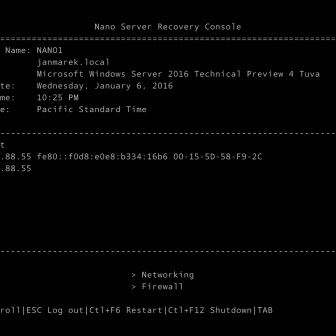 Nano Server Recovery Console
Name: NANO1
janmarek.local
Microsoft Windows Server 2016 Technical Preview 4 Tuva
te: Wednesday, January 6, 2016
me: 10:25 PM
e: Pacific Standard Time
t
.88.55 fe80::f0d8:e0e8:b334:16b6 00-15-5D-58-F9-2C
.88.55
> Networking
> Firewall
roll|ESC Log out|Ctl+F6 Restart|Ctl+F12 Shutdown|TAB